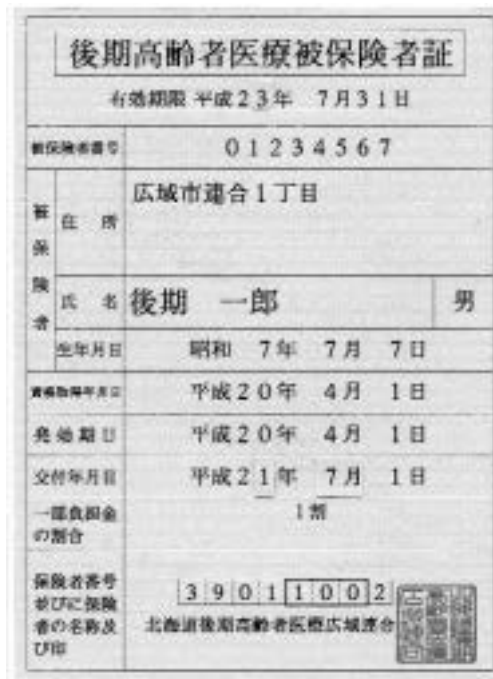 後期高齢者医療被保険者証
有効期限 平成23年 7月31日
被保険者番号 01234567
被保険者
住所 広域市連合1丁目
氏名 後期 一郎 男
生年月日 昭和 7年 7月 7日
資格取得年月日 平成20年 4月 1日
発効期日 平成20年 4月 1日
交付年月日 平成21年 7月 1日
一部負担金
の割合 1割
保険者番号
並びに保険
者の名称及
び印
39011002
北海道後期高齢者医療広域連合